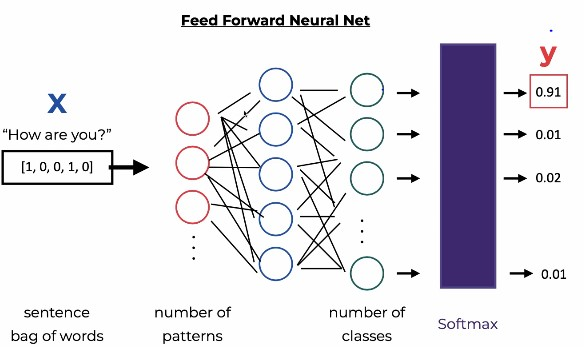 Feed Forward Neural Net
X
y
"How are you?"
[1, 0, 0, 1, 0]
0.91
0.01
0.02
0.01
sentence
bag of words
number of
patterns
number of
classes
Softmax